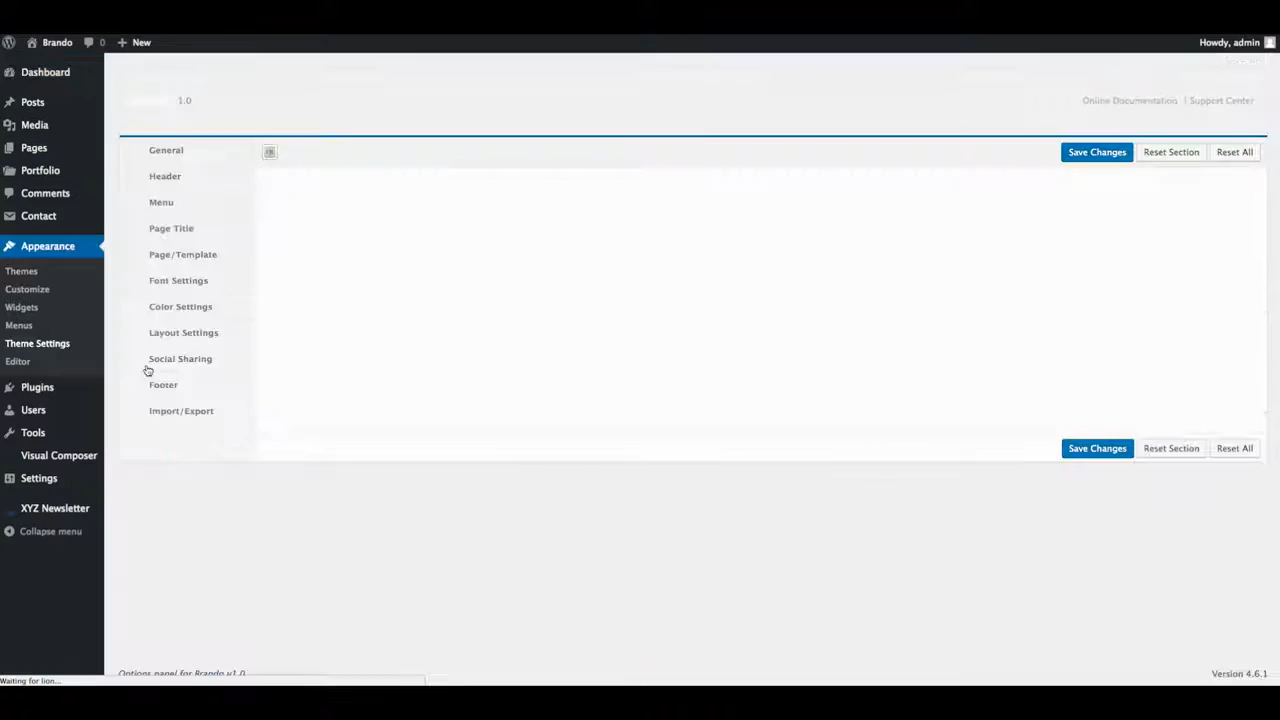 Brando
0
New
Howdy, admin
Dashboard
Posts
Media
Pages
Portfolio
Comments
Contact
Appearance
Themes
Customize
Widgets
Menus
Theme Settings
Editor
Plugins
Users
Tools
Visual Composer
Settings
XYZ Newsletter
Collapse menu
1.0
Online Documentation | Support Center
General
Header
Menu
Page Title
Page/Template
Font Settings
Color Settings
Layout Settings
Social Sharing
Footer
Import/Export
Save Changes
Reset Section
Reset All
Save Changes
Reset Section
Reset All
Options panel for Brando v1.0
Version 4.6.1
Waiting for lion...